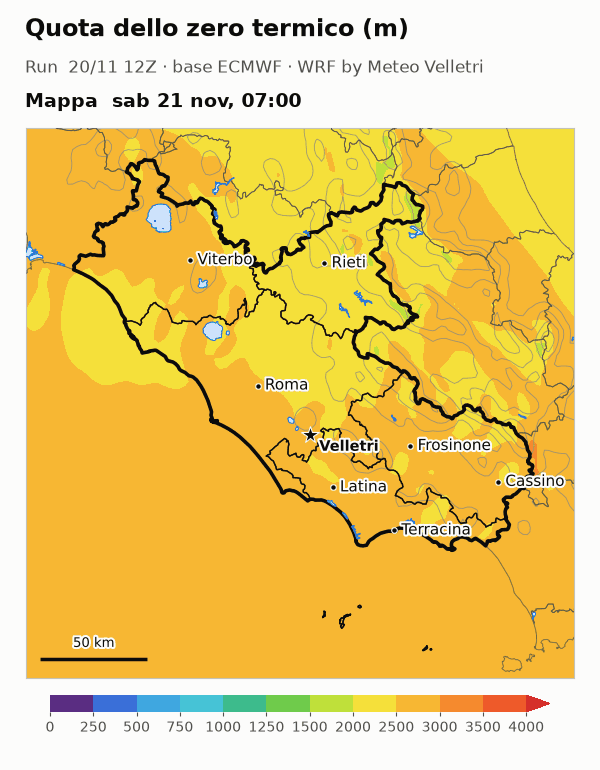 Quota dello zero termico (m)
Run  20/11 12Z · base ECMWF · WRF by Meteo Velletri
Mappa  sab 21 nov, 07:00
Viterbo
Rieti
Roma
Velletri
Frosinone
Latina
Cassino
Terracina
50 km
0 250 500 750 1000 1250 1500 2000 2500 3000 3500 4000